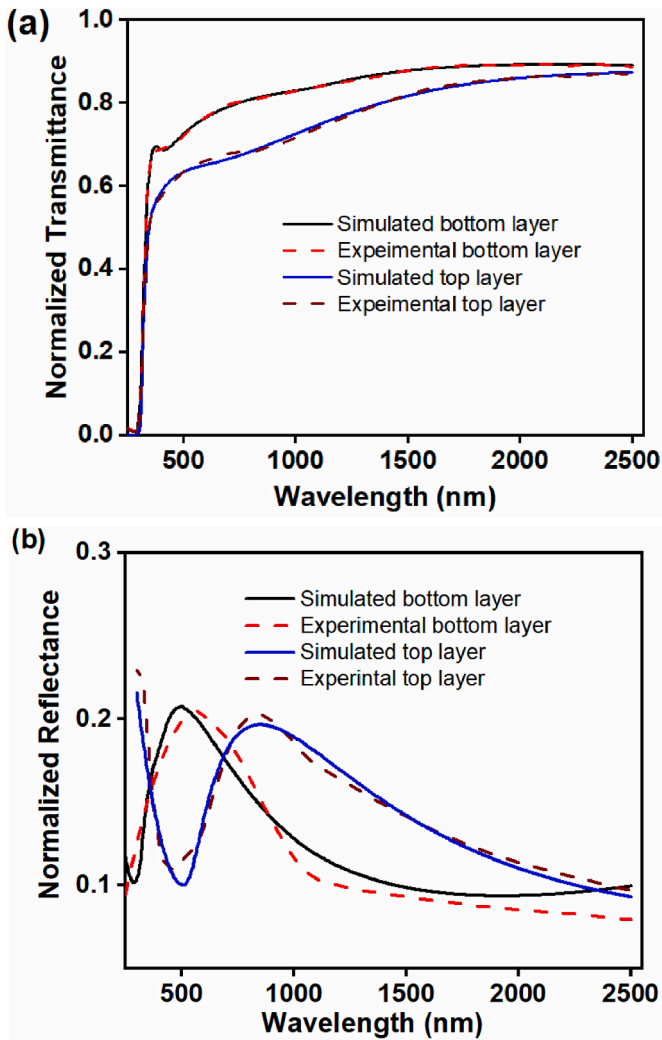 (a)
1.0
0.8
0.6
0.4
0.2
0.0
Normalized Transmittance
Simulated bottom layer
Expeimental bottom layer
Simulated top layer
Expeimental top layer
500 1000 1500 2000 2500
Wavelength (nm)
(b)
0.3
0.2
0.1
Normalized Reflectance
Simulated bottom layer
Experimental bottom layer
Simulated top layer
Experintal top layer
500 1000 1500 2000 2500
Wavelength (nm)